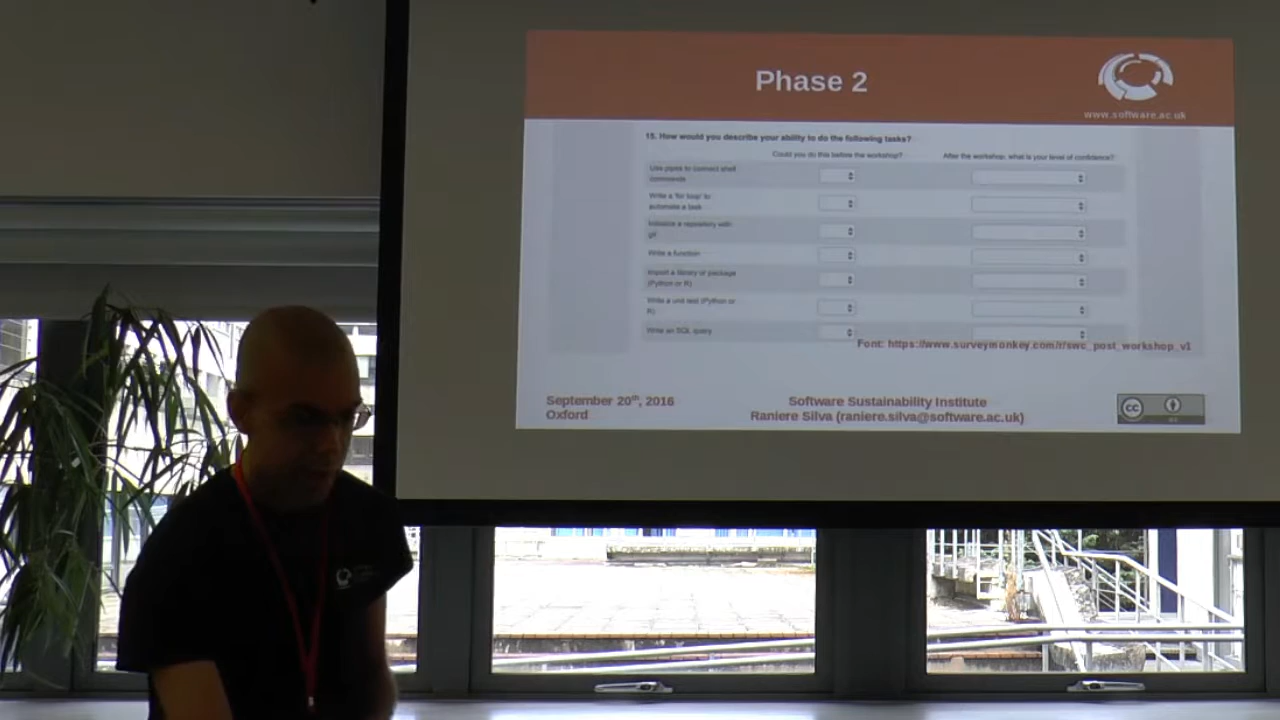 Phase 2
www.software.ac.uk
15. How would you describe your ability to do the following tasks?
Could you do this before the workshop? After the workshop, what is your level of confidence?
Use pipes to connect shell
commands
Write a 'for loop' to
automate a task
Initialize a repository with
git
Write a function
Import a library or package
(Python or R)
Write a unit test (Python or
R)
Write an SQL query
Font: https://www.surveymonkey.com/r/swc_post_workshop_v1
September 20th, 2016
Oxford
Software Sustainability Institute
Raniere Silva (raniere.silva@software.ac.uk)
cc